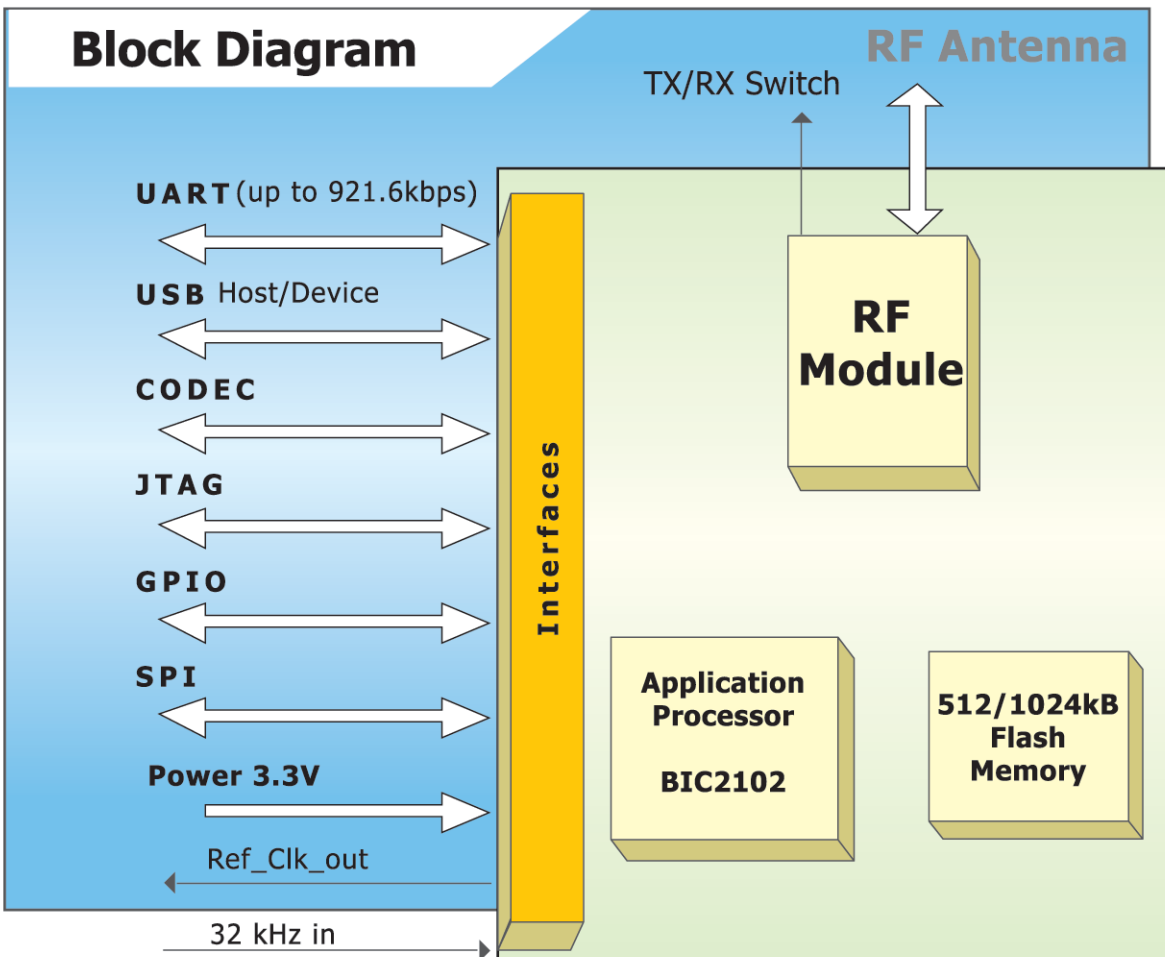 Block Diagram
RF Antenna
TX/RX Switch
UART (up to 921.6kbps)
USB Host/Device
CODEC
JTAG
GPIO
SPI
Power 3.3V
Ref_Clk_out
32 kHz in
Interfaces
RF
Module
Application
Processor
BIC2102
512/1024kB
Flash
Memory